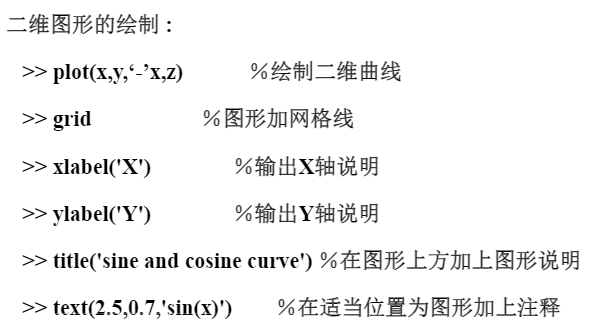 二维图形的绘制：
>> plot(x,y,‘-’x,z) %绘制二维曲线
>> grid %图形加网格线
>> xlabel('X') %输出X轴说明
>> ylabel('Y') %输出Y轴说明
>> title('sine and cosine curve') %在图形上方加上图形说明
>> text(2.5,0.7,'sin(x)') %在适当位置为图形加上注释